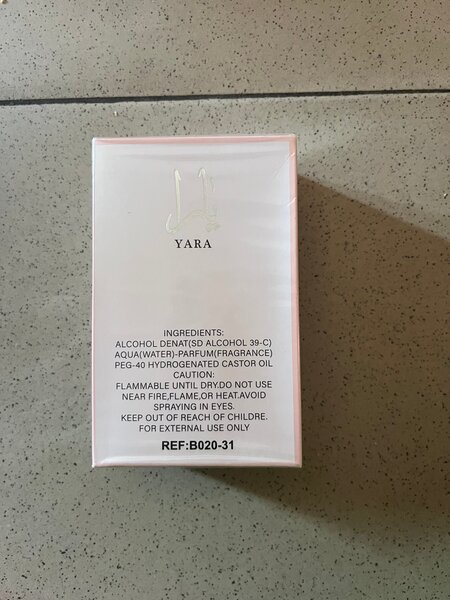 يارا
YARA
INGREDIENTS:
ALCOHOL DENAT(SD ALCOHOL 39-C)
AQUA(WATER)-PARFUM(FRAGRANCE)
PEG-40 HYDROGENATED CASTOR OIL
CAUTION:
FLAMMABLE UNTIL DRY.DO NOT USE
NEAR FIRE,FLAME,OR HEAT.AVOID
SPRAYING IN EYES.
KEEP OUT OF REACH OF CHILDRE.
FOR EXTERNAL USE ONLY
REF:B020-31